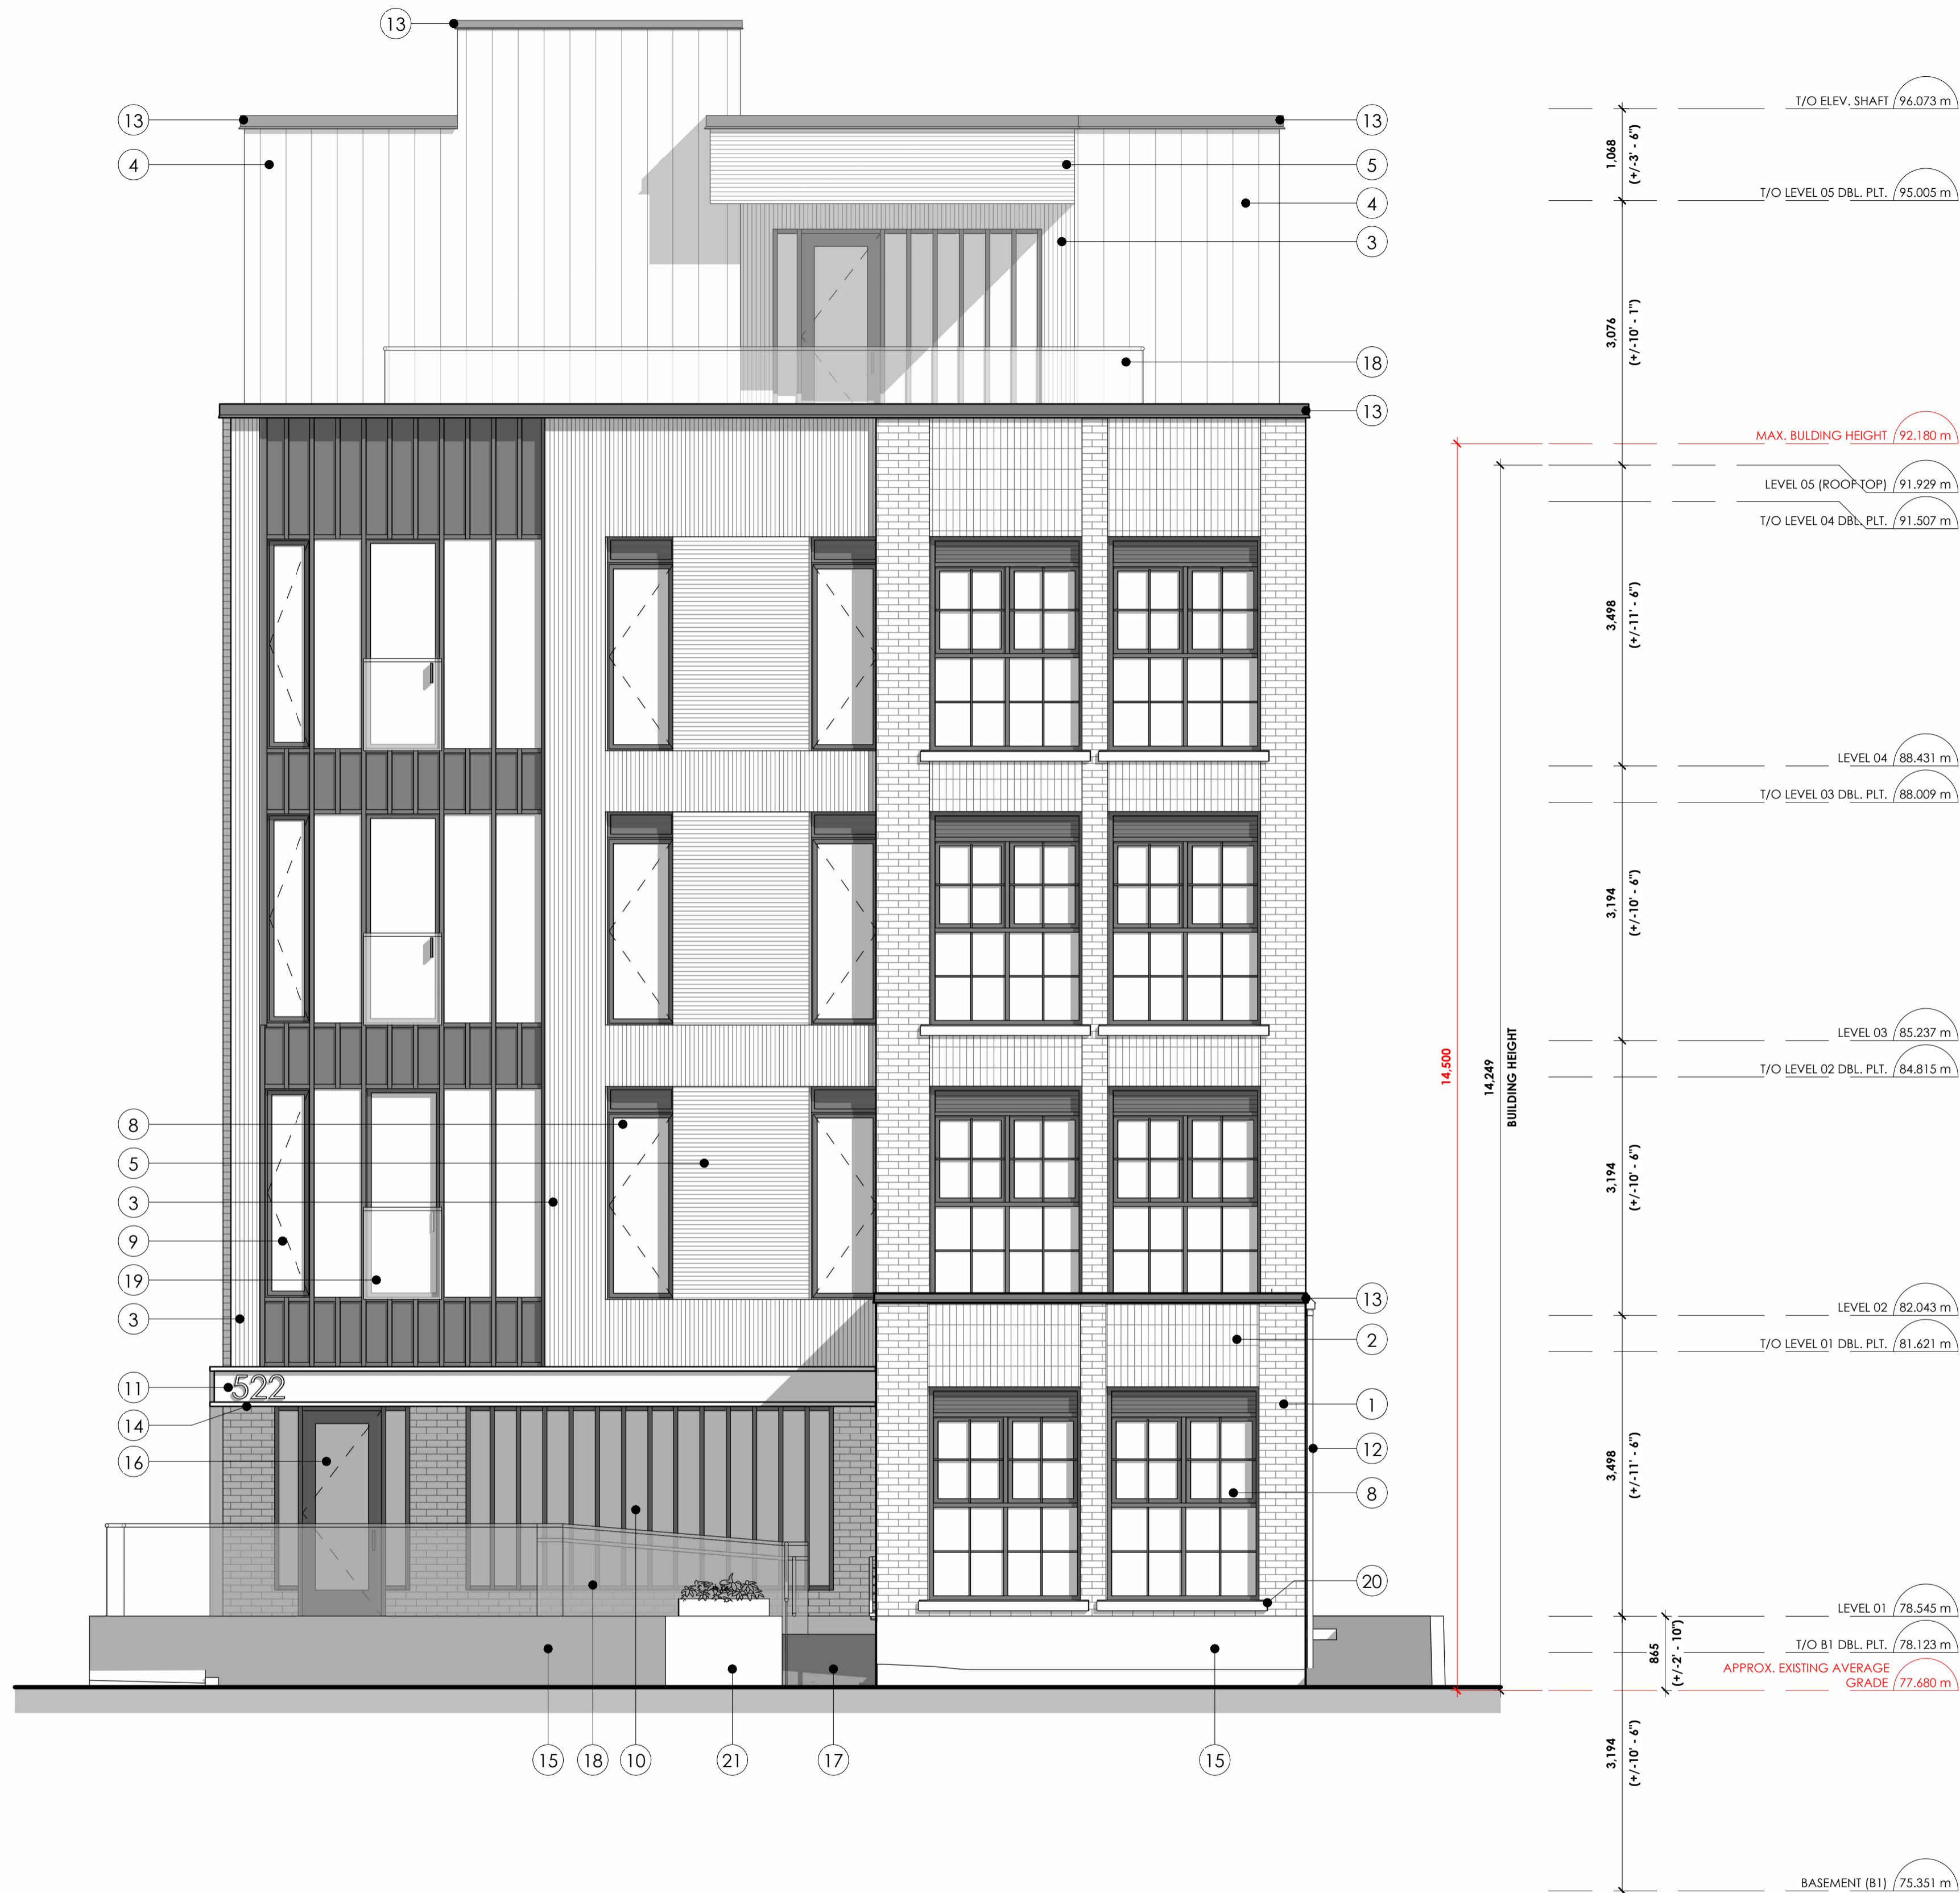 13
13
4
13
5
4
3
18
13
8
5
3
9
19
3
11
522
14
16
13
2
1
12
8
20
15
18
10
21
17
15
T/O ELEV. SHAFT 96.073 m
1,068
(+/-3' - 6")
T/O LEVEL 05 DBL. PLT. 95.005 m
3,076
(+/-10' - 1")
MAX. BULDING HEIGHT 92.180 m
LEVEL 05 (ROOF TOP) 91.929 m
T/O LEVEL 04 DBL. PLT. 91.507 m
3,498
(+/-11' - 6")
LEVEL 04 88.431 m
T/O LEVEL 03 DBL. PLT. 88.009 m
3,194
(+/-10' - 6")
LEVEL 03 85.237 m
T/O LEVEL 02 DBL. PLT. 84.815 m
14,500
14,249
BUILDING HEIGHT
3,194
(+/-10' - 6")
LEVEL 02 82.043 m
T/O LEVEL 01 DBL. PLT. 81.621 m
3,498
(+/-11' - 6")
LEVEL 01 78.545 m
865
(+/-2' - 10")
T/O B1 DBL. PLT. 78.123 m
APPROX. EXISTING AVERAGE
GRADE 77.680 m
3,194
(+/-10' - 6")
BASEMENT (B1) 75.351 m